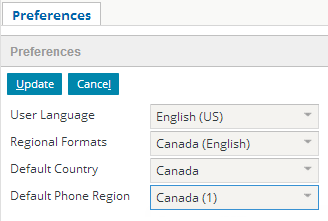 Preferences
Preferences
Update Cancel
User Language English (US)
Regional Formats Canada (English)
Default Country Canada
Default Phone Region Canada (1)